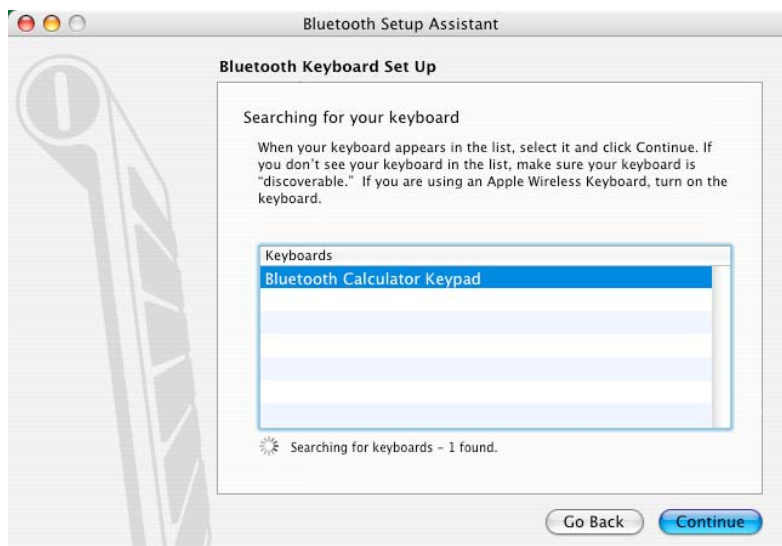 Bluetooth Setup Assistant
Bluetooth Keyboard Set Up
Searching for your keyboard
When your keyboard appears in the list, select it and click Continue. If
you don't see your keyboard in the list, make sure your keyboard is
“discoverable.” If you are using an Apple Wireless Keyboard, turn on the
keyboard.
Keyboards
Bluetooth Calculator Keypad
Searching for keyboards – 1 found.
Go Back
Continue